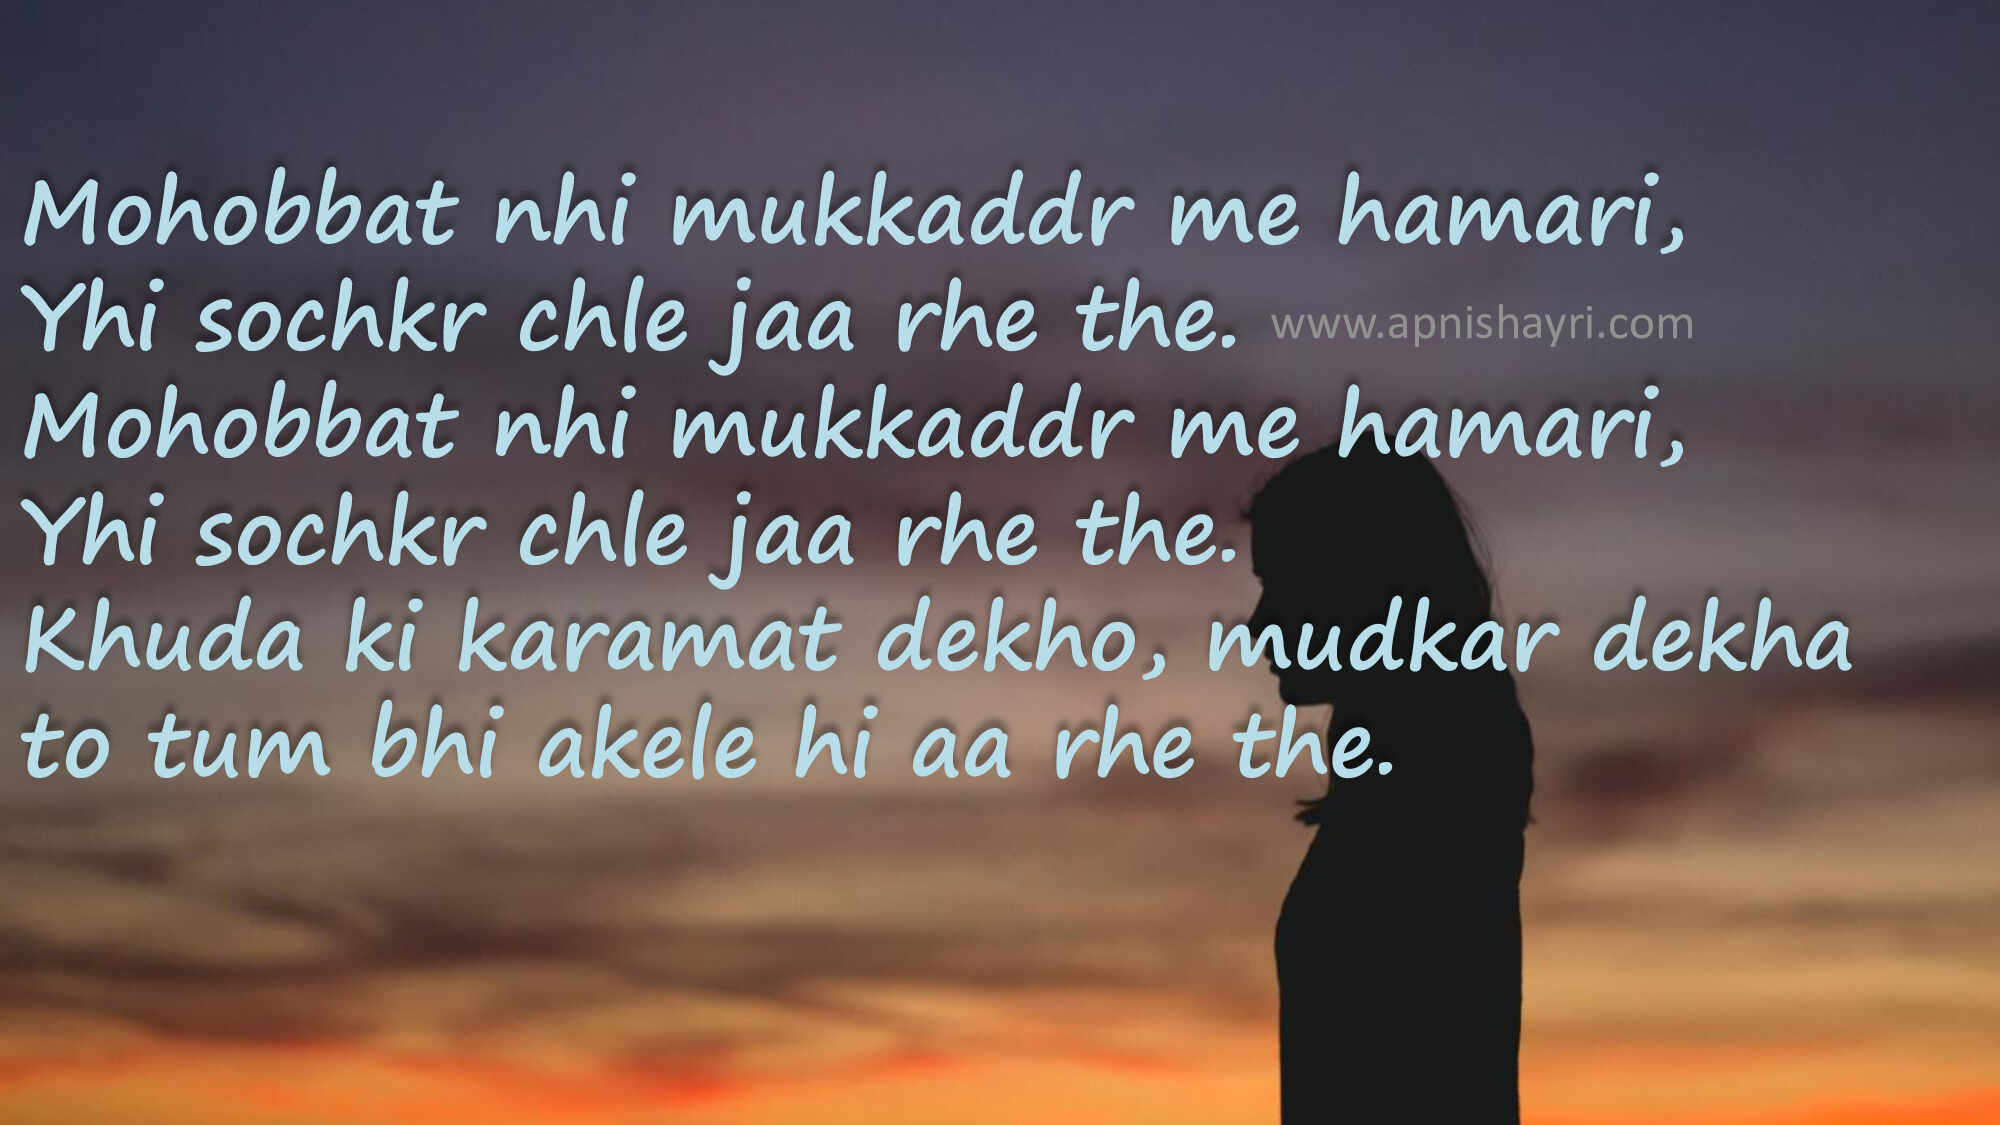 Mohobbat nhi mukkaddr me hamari,
Yhi sochkr chle jaa rhe the.
www.apnishayri.com
Mohobbat nhi mukkaddr me hamari,
Yhi sochkr chle jaa rhe the.
Khuda ki karamat dekho, mudkar dekha
to tum bhi akele hi aa rhe the.